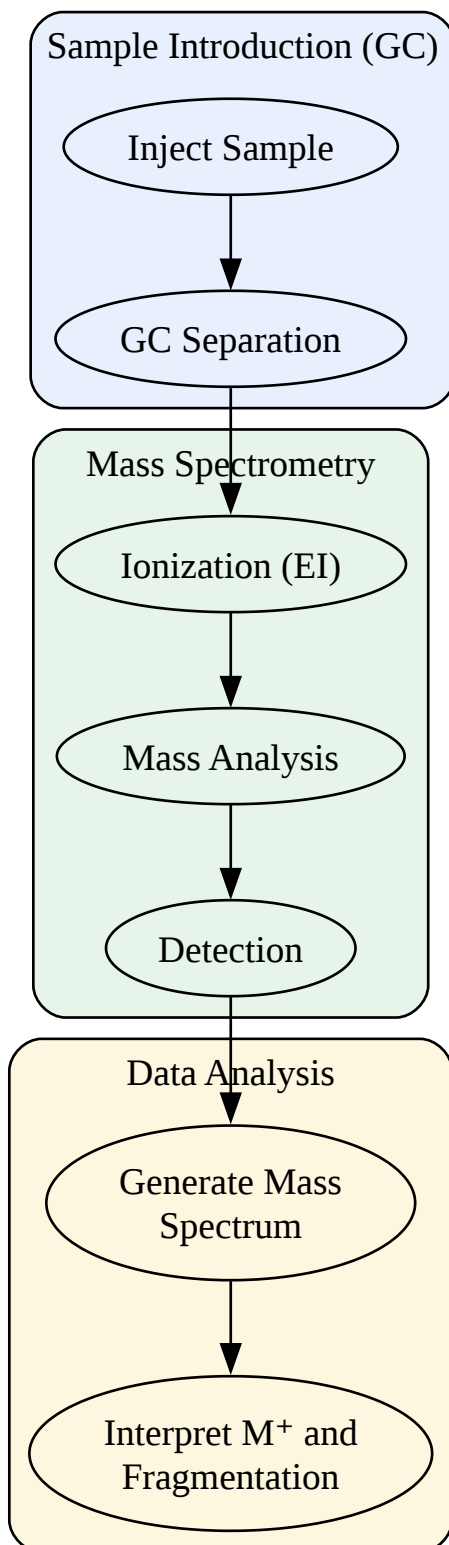 Sample Introduction (GC)
Inject Sample
GC Separation
Mass Spectrometry
Ionization (EI)
Mass Analysis
Detection
Data Analysis
Generate Mass
Spectrum
Interpret M⁺ and
Fragmentation